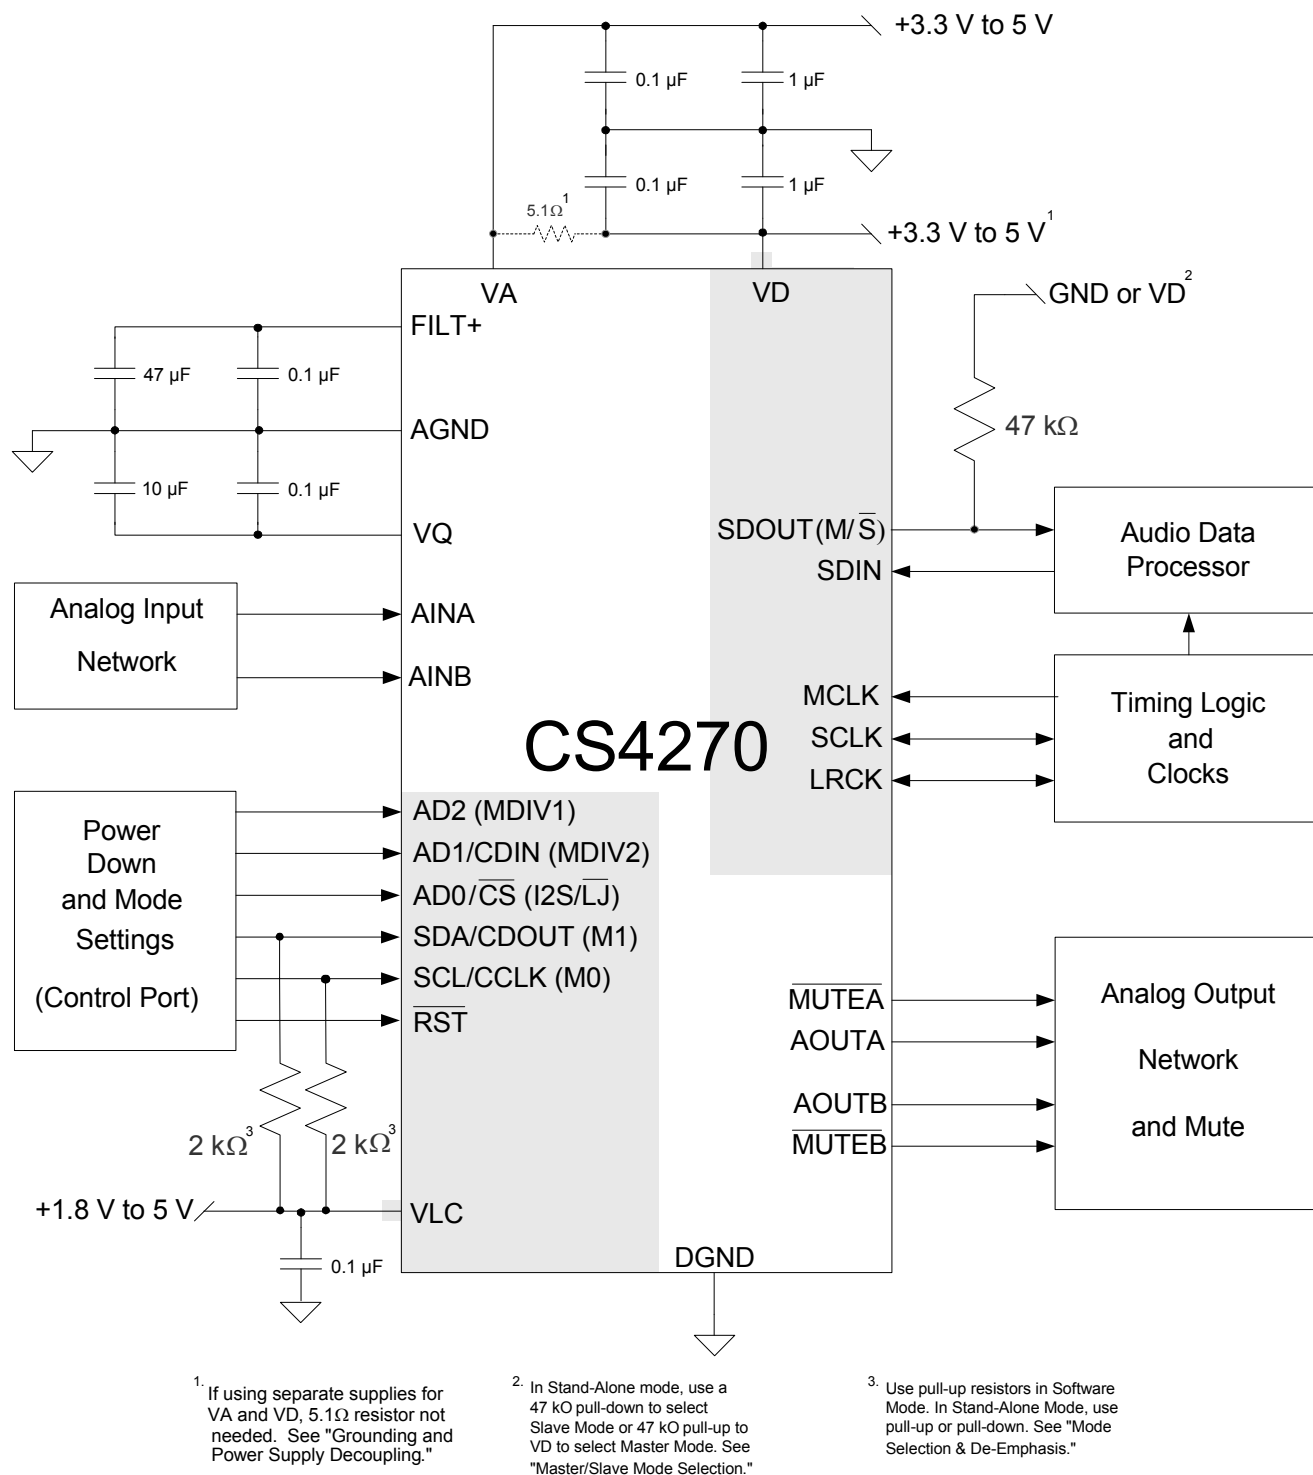 +3.3 V to 5 V
0.1 µF
1 µF
0.1 µF
1 µF
5.1Ω1
+3.3 V to 5 V1
VA
VD
GND or VD2
FILT+
47 µF
0.1 µF
47 kΩ
AGND
10 µF
0.1 µF
VQ
SDOUT(M/S̅)
SDIN
Audio Data
Processor
Analog Input
Network
AINA
AINB
MCLK
SCLK
LRCK
Timing Logic
and
Clocks
CS4270
Power
Down
and Mode
Settings
(Control Port)
AD2 (MDIV1)
AD1/CDIN (MDIV2)
AD0/C̅S̅ (I2S/L̅J̅)
SDA/CDOUT (M1)
SCL/CCLK (M0)
R̅S̅T̅
M̅U̅T̅E̅A̅
AOUTA
AOUTB
M̅U̅T̅E̅B̅
Analog Output
Network
and Mute
2 kΩ3
2 kΩ3
+1.8 V to 5 V
VLC
0.1 µF
DGND
1. If using separate supplies for
VA and VD, 5.1Ω resistor not
needed. See "Grounding and
Power Supply Decoupling."
2. In Stand-Alone mode, use a
47 kO pull-down to select
Slave Mode or 47 kO pull-up to
VD to select Master Mode. See
"Master/Slave Mode Selection."
3. Use pull-up resistors in Software
Mode. In Stand-Alone Mode, use
pull-up or pull-down. See "Mode
Selection & De-Emphasis."